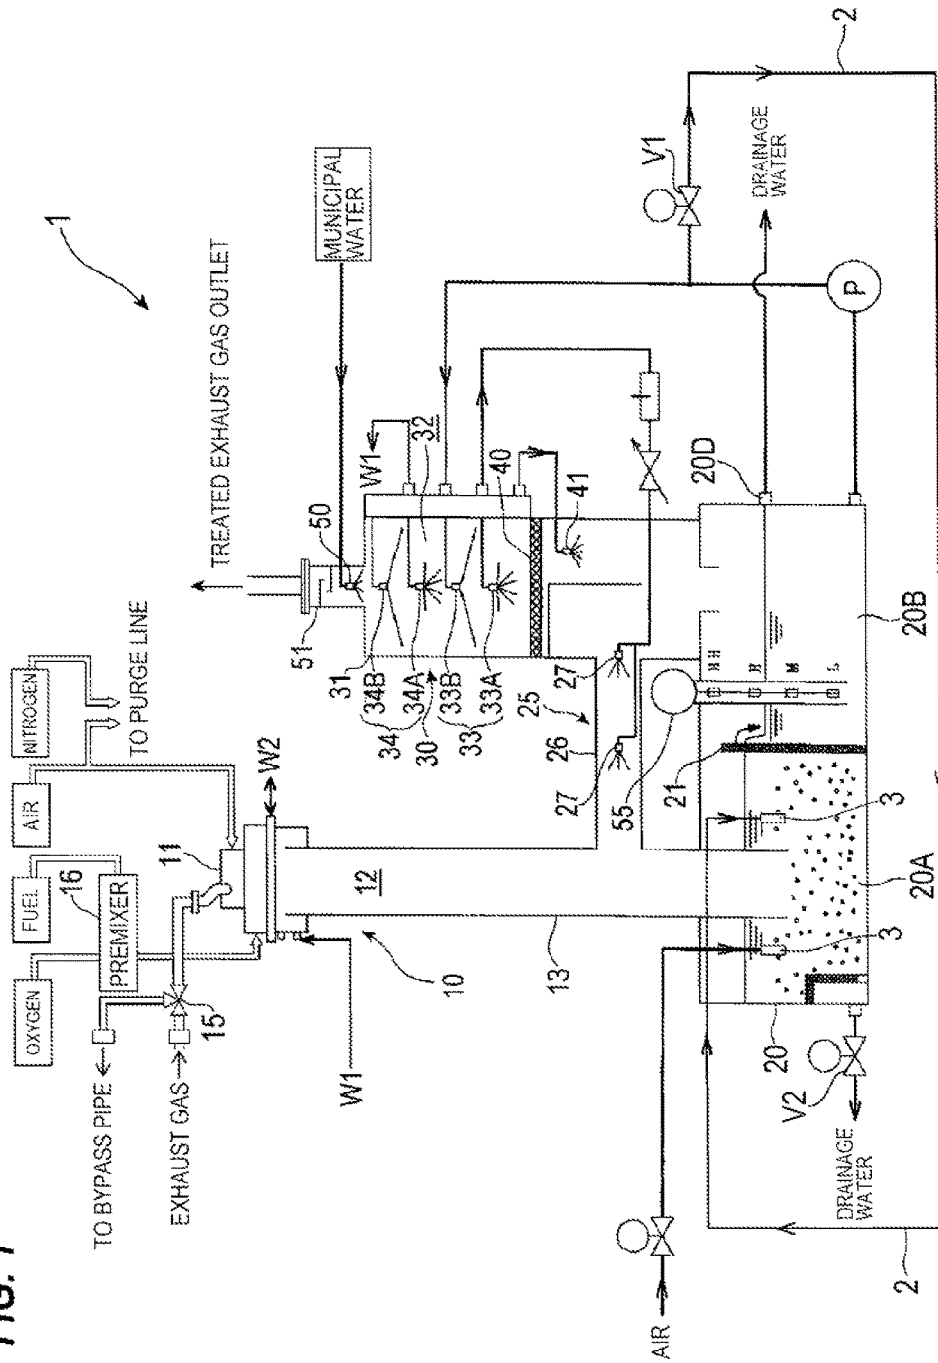 FIG. 1
OXYGEN
FUEL
AIR
NITROGEN
16
PREMIXER
TO BYPASS PIPE
TO PURGE LINE
1
EXHAUST GAS
15
11
W2
TREATED EXHAUST GAS OUTLET
MUNICIPAL
WATER
51
50
W1
10
12
31
34B
34
34A
30
33B
33
33A
W1
32
40
41
13
25
26
27
27
55
21
HH
H
M
L
20D
V1
DRAINAGE
WATER
P
2
AIR
2
DRAINAGE
WATER
V2
20
3
20A
3
20B